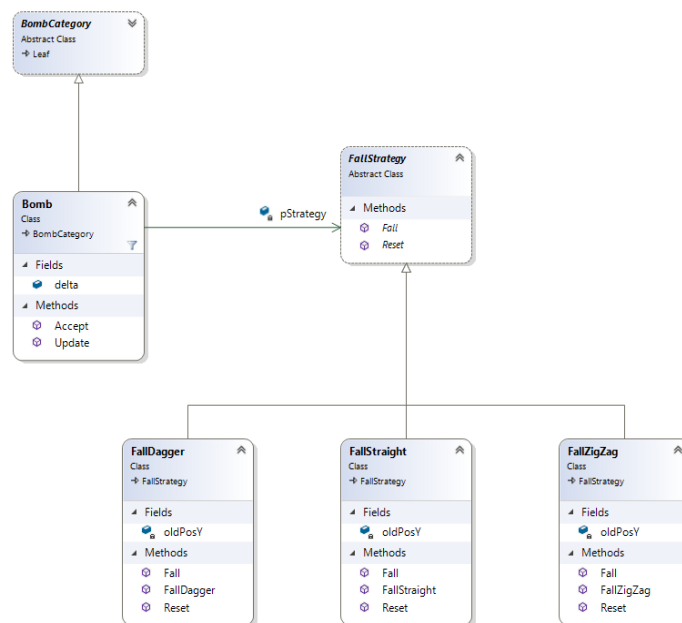 BombCategory
Abstract Class
Leaf
FallStrategy
Abstract Class
Methods
Fall
Reset
Bomb
Class
BombCategory
Fields
delta
Methods
Accept
Update
pStrategy
FallDagger
Class
FallStrategy
Fields
oldPosY
Methods
Fall
FallDagger
Reset
FallStraight
Class
FallStrategy
Fields
oldPosY
Methods
Fall
FallStraight
Reset
FallZigZag
Class
FallStrategy
Fields
oldPosY
Methods
Fall
FallZigZag
Reset